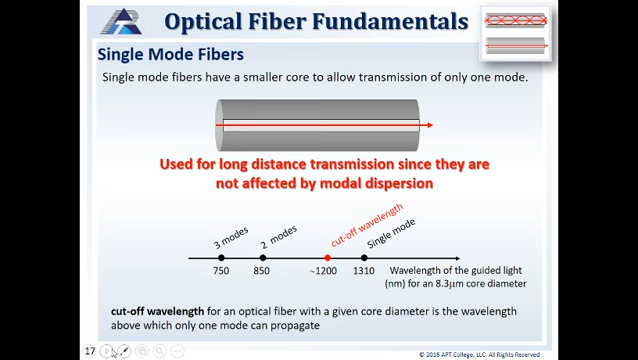 Optical Fiber Fundamentals
Single Mode Fibers
Single mode fibers have a smaller core to allow transmission of only one mode.
Used for long distance transmission since they are
not affected by modal dispersion
3 modes
2 modes
cut-off wavelength
Single mode
750
850
~1200
1310
Wavelength of the guided light
(nm) for an 8.3μm core diameter
cut-off wavelength for an optical fiber with a given core diameter is the wavelength
above which only one mode can propagate
17
© 2016 APT College, LLC. All Rights Reserved